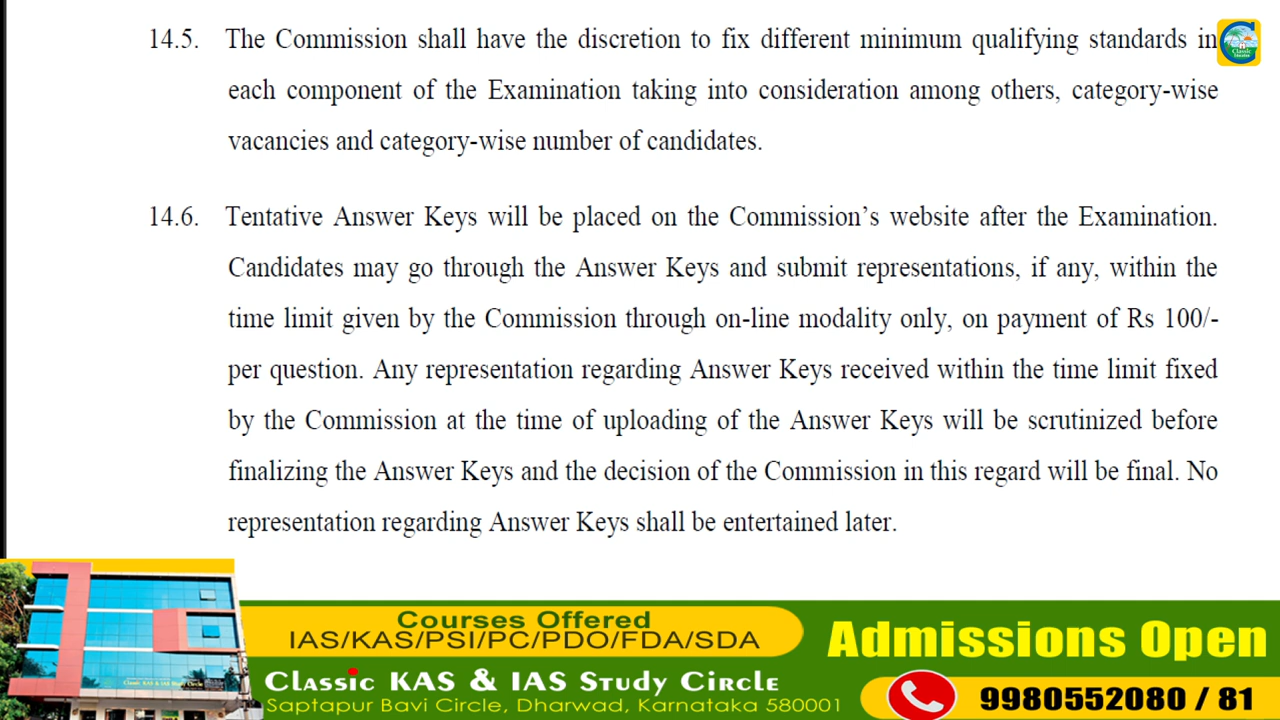 14.5. The Commission shall have the discretion to fix different minimum qualifying standards in
each component of the Examination taking into consideration among others, category-wise
vacancies and category-wise number of candidates.
14.6. Tentative Answer Keys will be placed on the Commission’s website after the Examination.
Candidates may go through the Answer Keys and submit representations, if any, within the
time limit given by the Commission through on-line modality only, on payment of Rs 100/-
per question. Any representation regarding Answer Keys received within the time limit fixed
by the Commission at the time of uploading of the Answer Keys will be scrutinized before
finalizing the Answer Keys and the decision of the Commission in this regard will be final. No
representation regarding Answer Keys shall be entertained later.
Courses Offered
IAS/KAS/PSI/PC/PDO/FDA/SDA
Classic KAS & IAS Study Circle
Saptapur Bavi Circle, Dharwad, Karnataka 580001
Admissions Open
9980552080 / 81